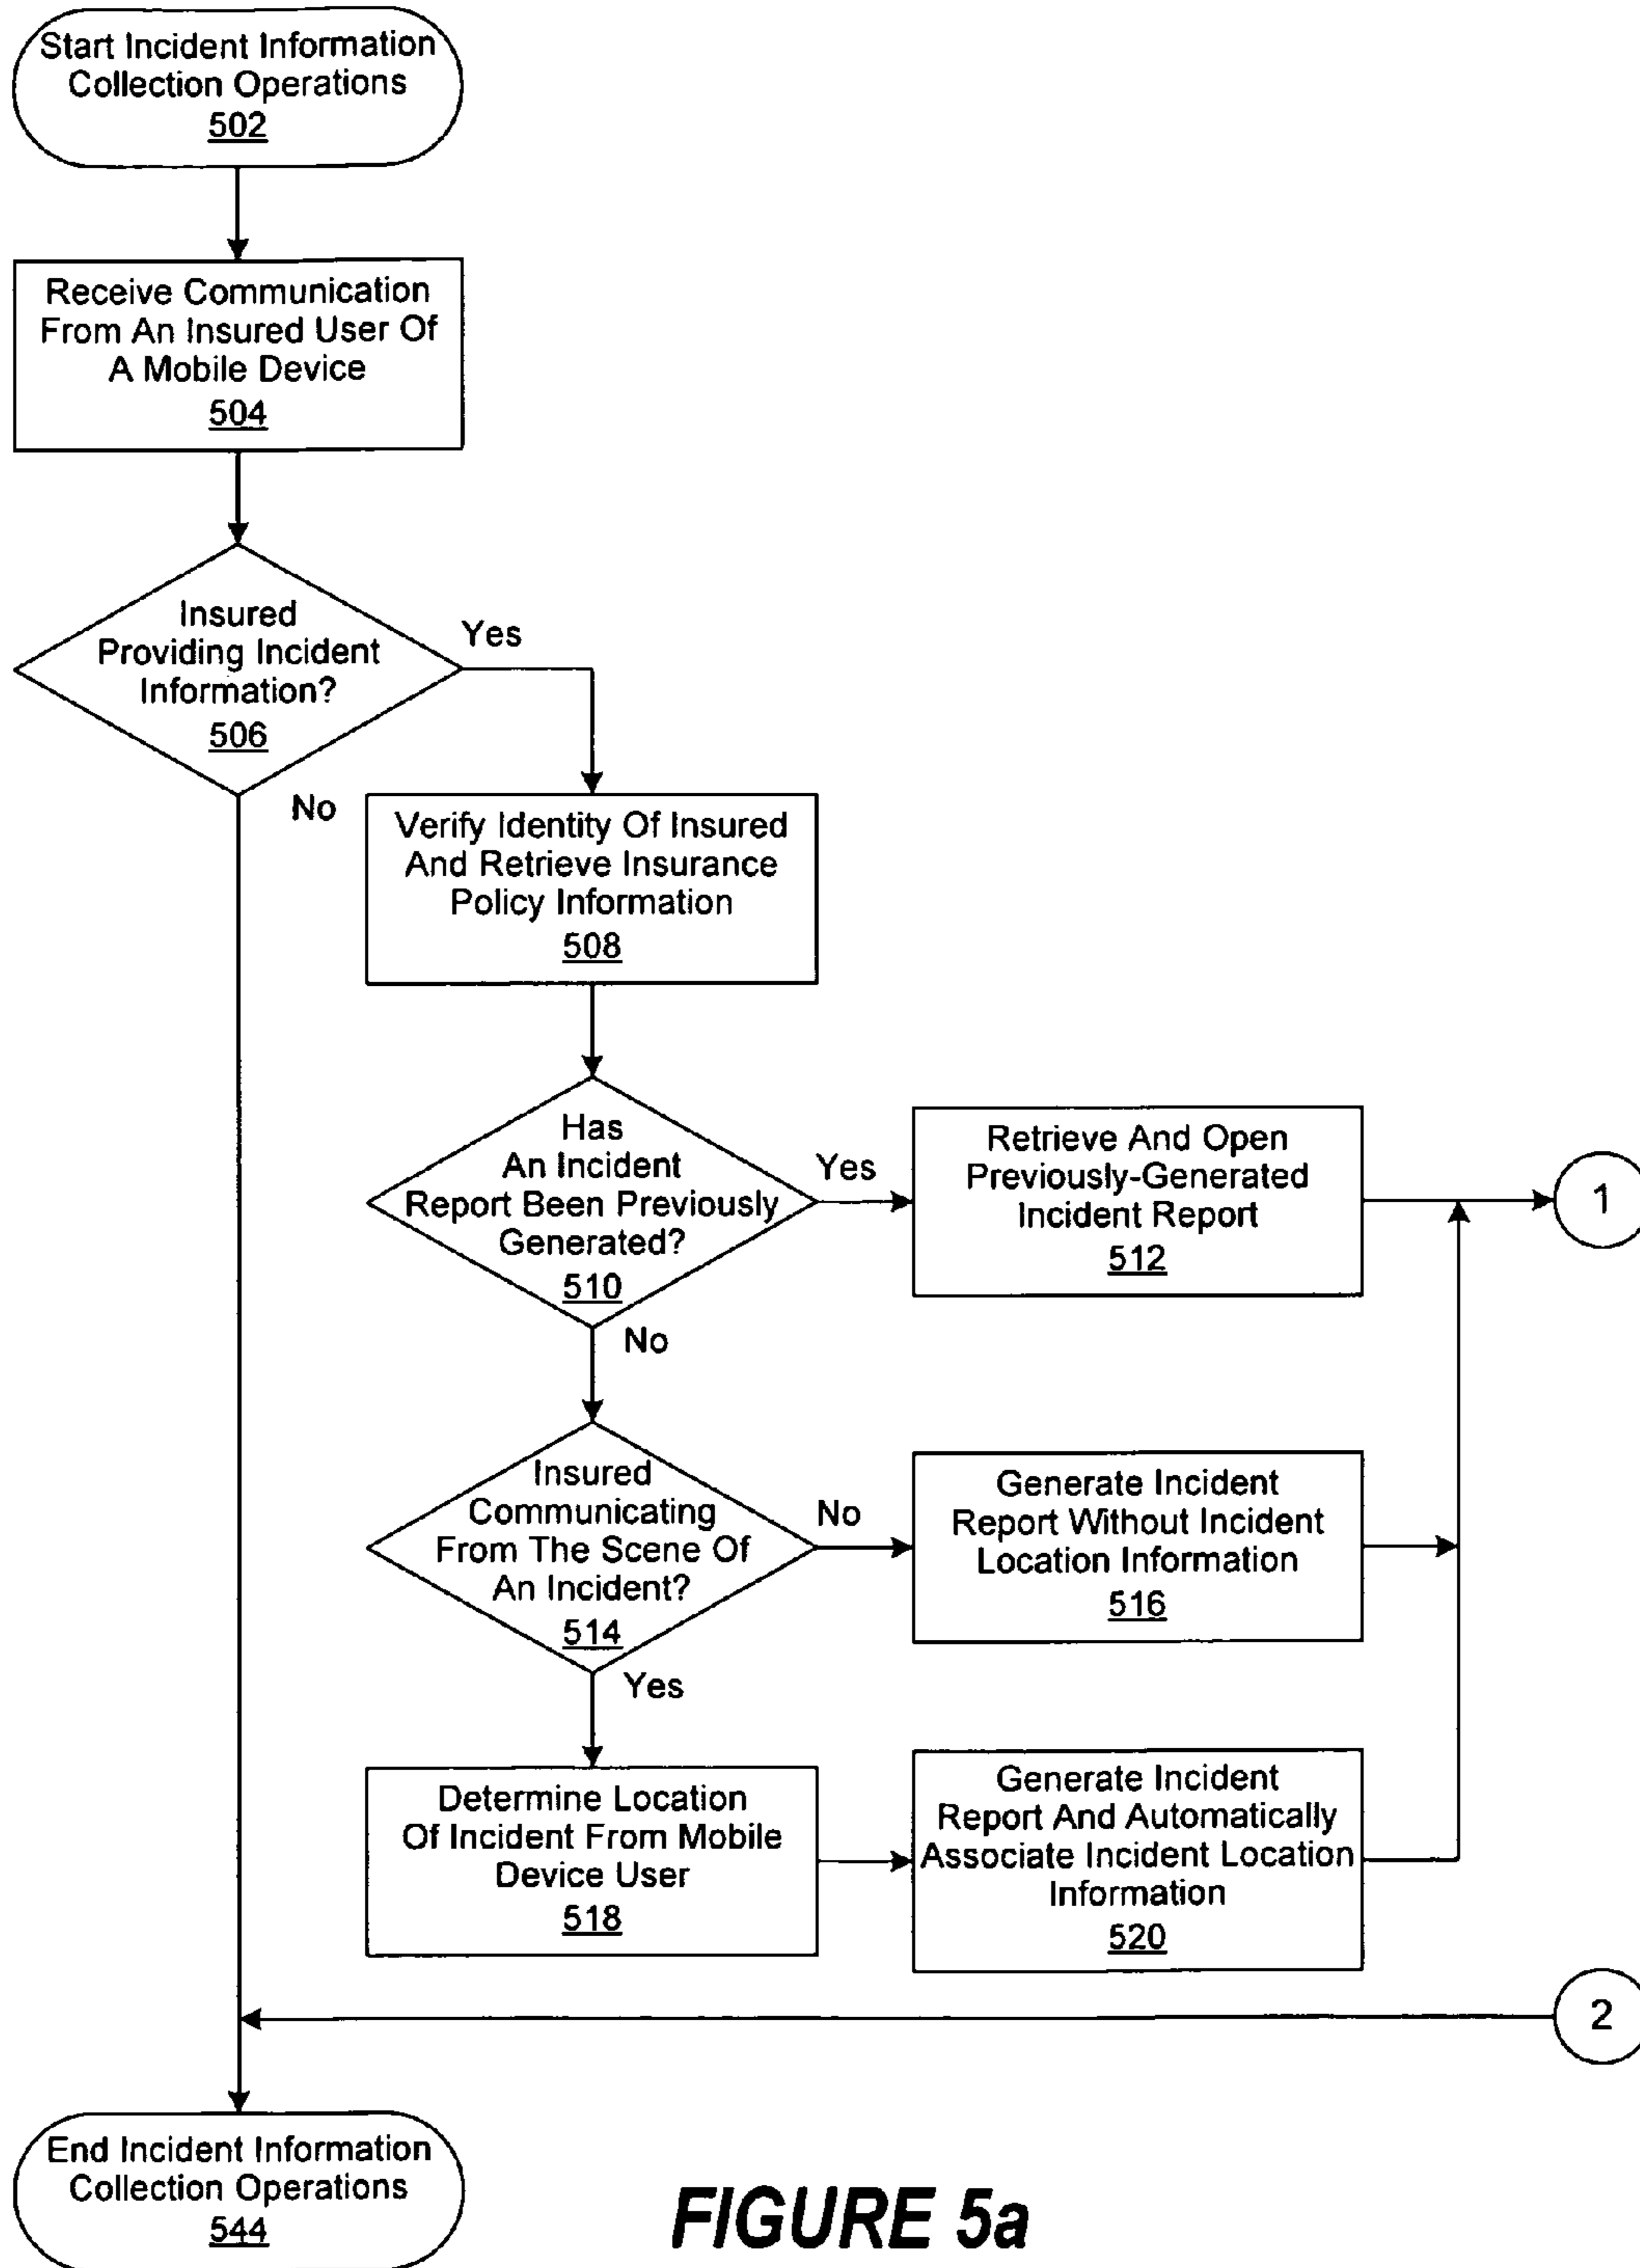 Start Incident Information
Collection Operations
502
Receive Communication
From An Insured User Of
A Mobile Device
504
Insured
Providing Incident
Information?
506
Yes
No
Verify Identity Of Insured
And Retrieve Insurance
Policy Information
508
Has
An Incident
Report Been Previously
Generated?
510
Yes
Retrieve And Open
Previously-Generated
Incident Report
512
1
No
Insured
Communicating
From The Scene Of
An Incident?
514
No
Generate Incident
Report Without Incident
Location Information
516
Yes
Determine Location
Of Incident From Mobile
Device User
518
Generate Incident
Report And Automatically
Associate Incident Location
Information
520
2
End Incident Information
Collection Operations
544
FIGURE 5a